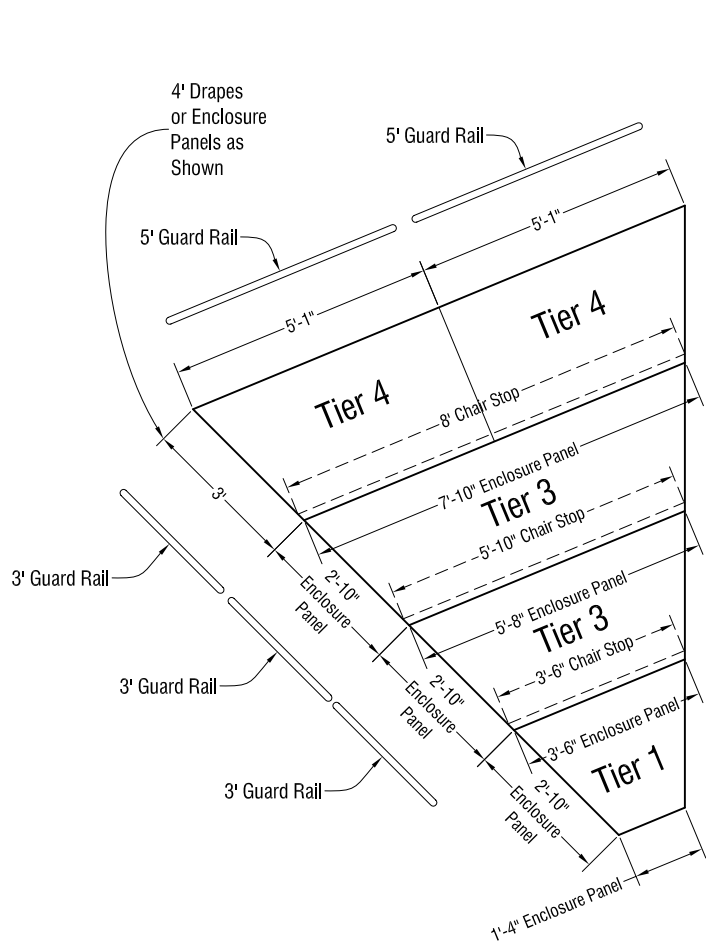 4' Drapes
or Enclosure
Panels as
Shown
5' Guard Rail
5' Guard Rail
5'-1"
5'-1"
Tier 4
Tier 4
8' Chair Stop
7'-10" Enclosure Panel
3'
Tier 3
5'-10" Chair Stop
3' Guard Rail
2'-10"
Enclosure
Panel
5'-8" Enclosure Panel
Tier 3
3'-6" Chair Stop
3' Guard Rail
2'-10"
Enclosure
Panel
3'-6" Enclosure Panel
Tier 1
3' Guard Rail
2'-10"
Enclosure
Panel
1'-4" Enclosure Panel